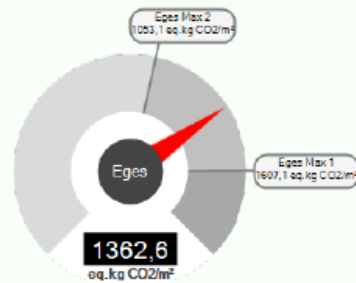 Eges Max 2
1053,1 eq.kg CO2/m²
Eges
Eges Max 1
1607,1 eq.kg CO2/m²
1362,6
eq.kg CO2/m²